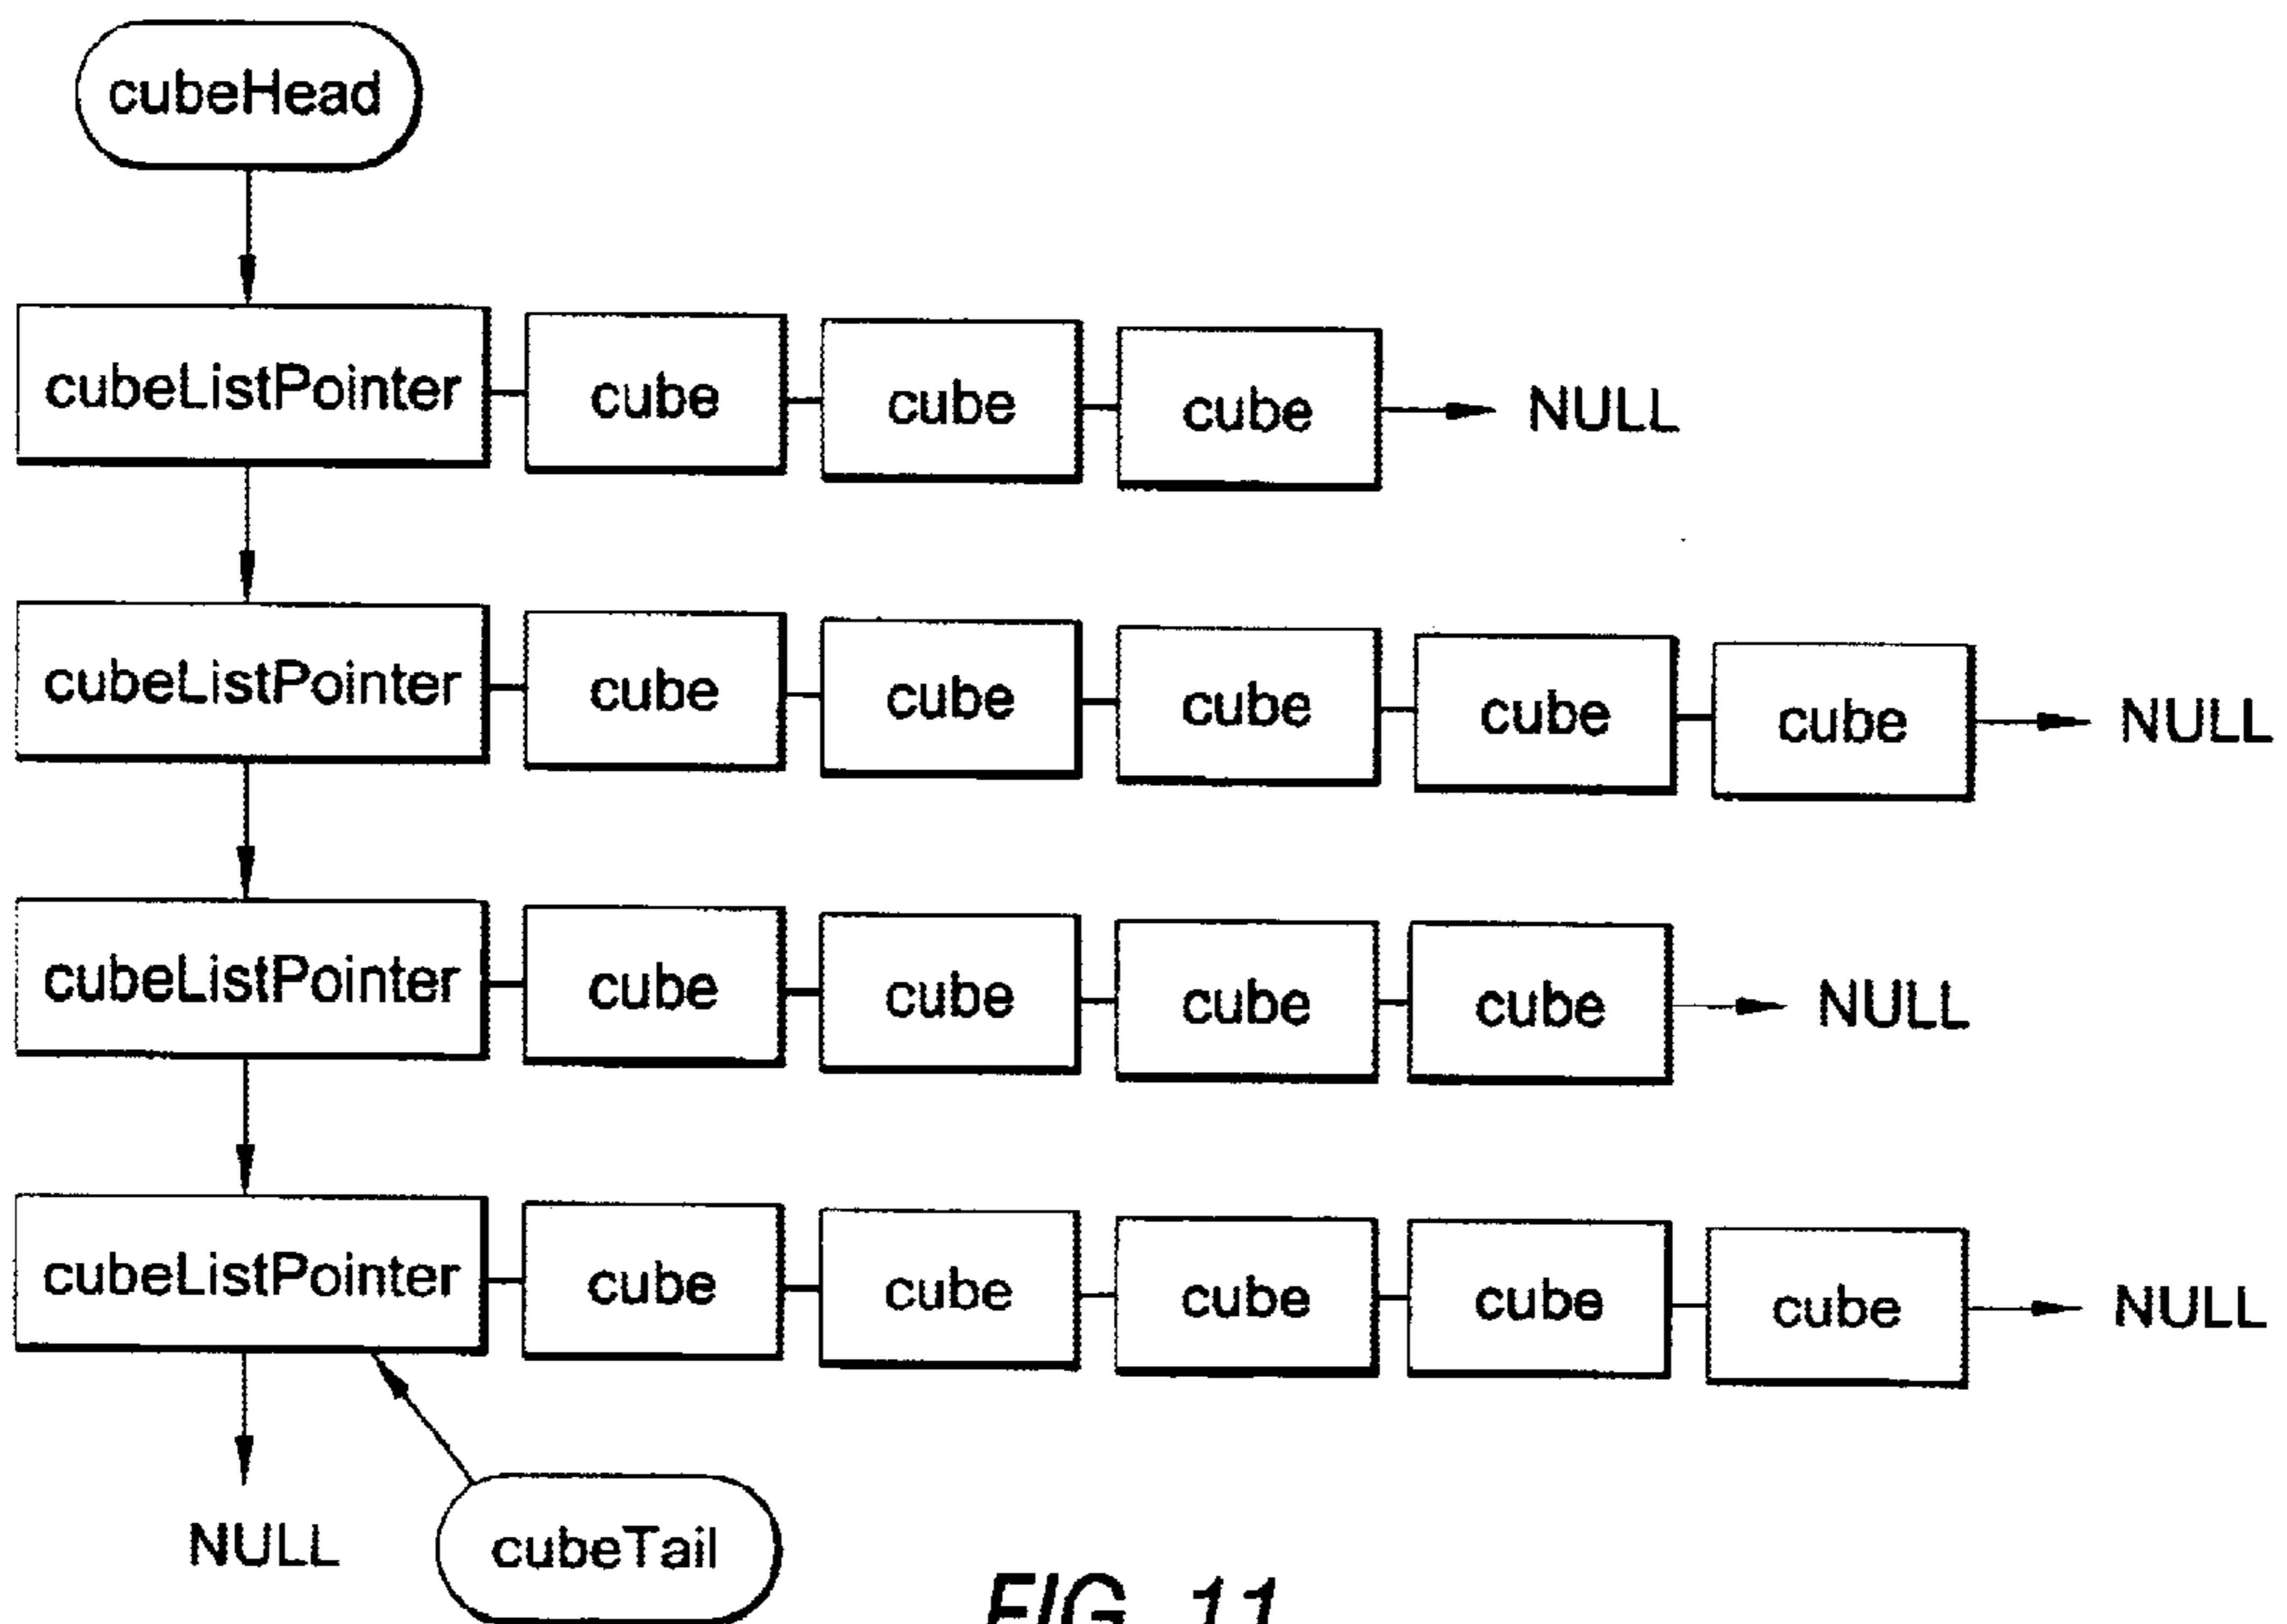 cubeHead
cubeListPointer cube cube cube NULL
cubeListPointer cube cube cube cube cube NULL
cubeListPointer cube cube cube cube NULL
cubeListPointer cube cube cube cube cube NULL
NULL cubeTail
FIG. 11